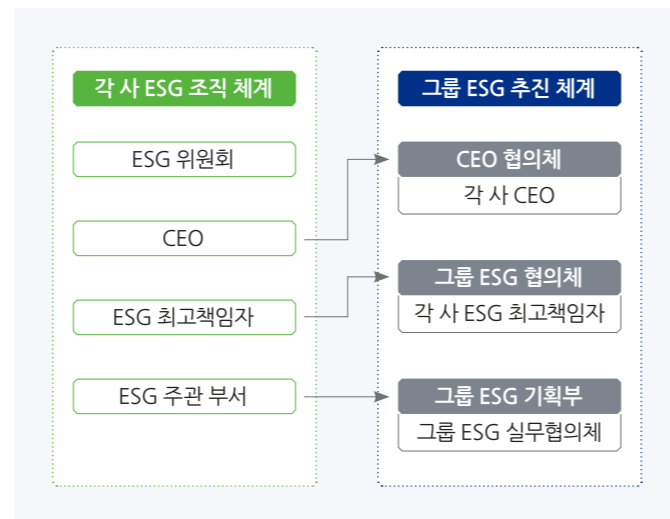 각 사 ESG 조직 체계
ESG 위원회
CEO
ESG 최고책임자
ESG 주관 부서
그룹 ESG 추진 체계
CEO 협의체
각 사 CEO
그룹 ESG 협의체
각 사 ESG 최고책임자
그룹 ESG 기획부
그룹 ESG 실무협의체